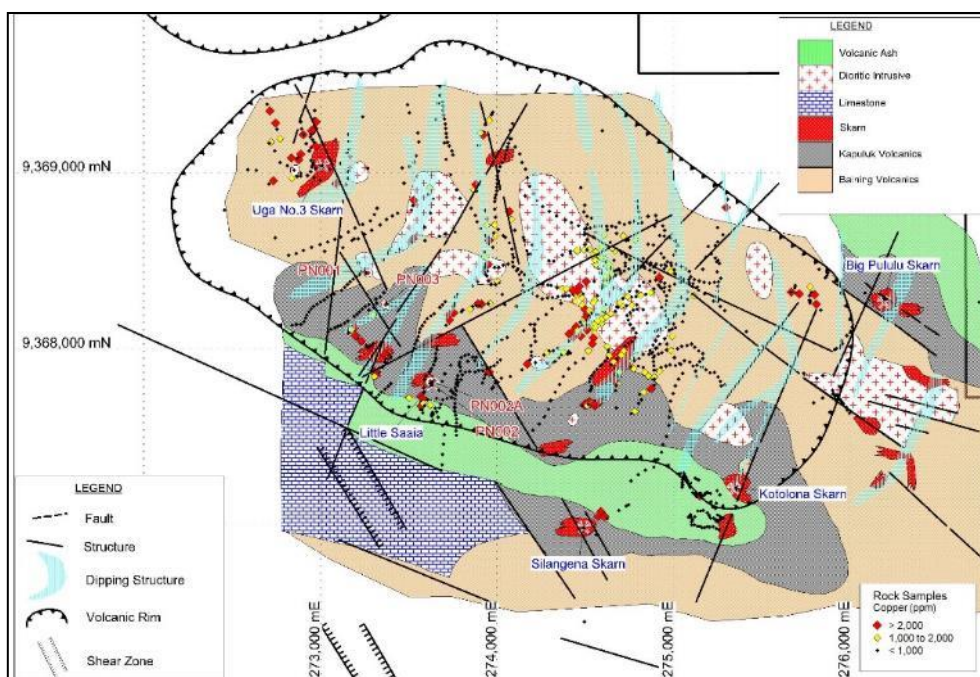 LEGEND
Volcanic Ash
Dioritic Intrusive
Limestone
Skarn
Kapuluk Volcanics
Baining Volcanics
9,369,000 mN
Uga No.3 Skarn
PN001
PN003
Big Pululu Skarn
9,368,000 mN
PN002A
PN002
Little Saaia
Kotolona Skarn
Silangena Skarn
LEGEND
Fault
Structure
Dipping Structure
Volcanic Rim
Shear Zone
273,000 mE
274,000 mE
275,000 mE
276,000 mE
Rock Samples
Copper (ppm)
> 2,000
1,000 to 2,000
< 1,000